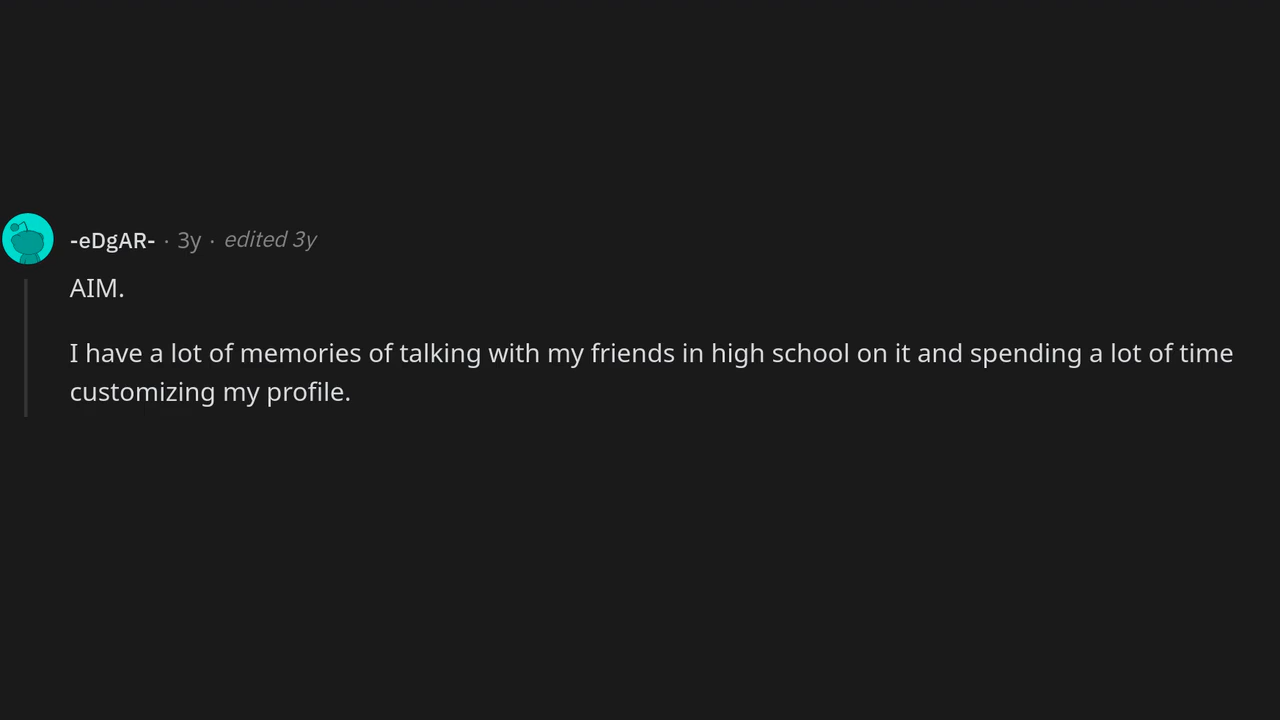 -eDgAR- · 3y · edited 3y
AIM.
I have a lot of memories of talking with my friends in high school on it and spending a lot of time
customizing my profile.